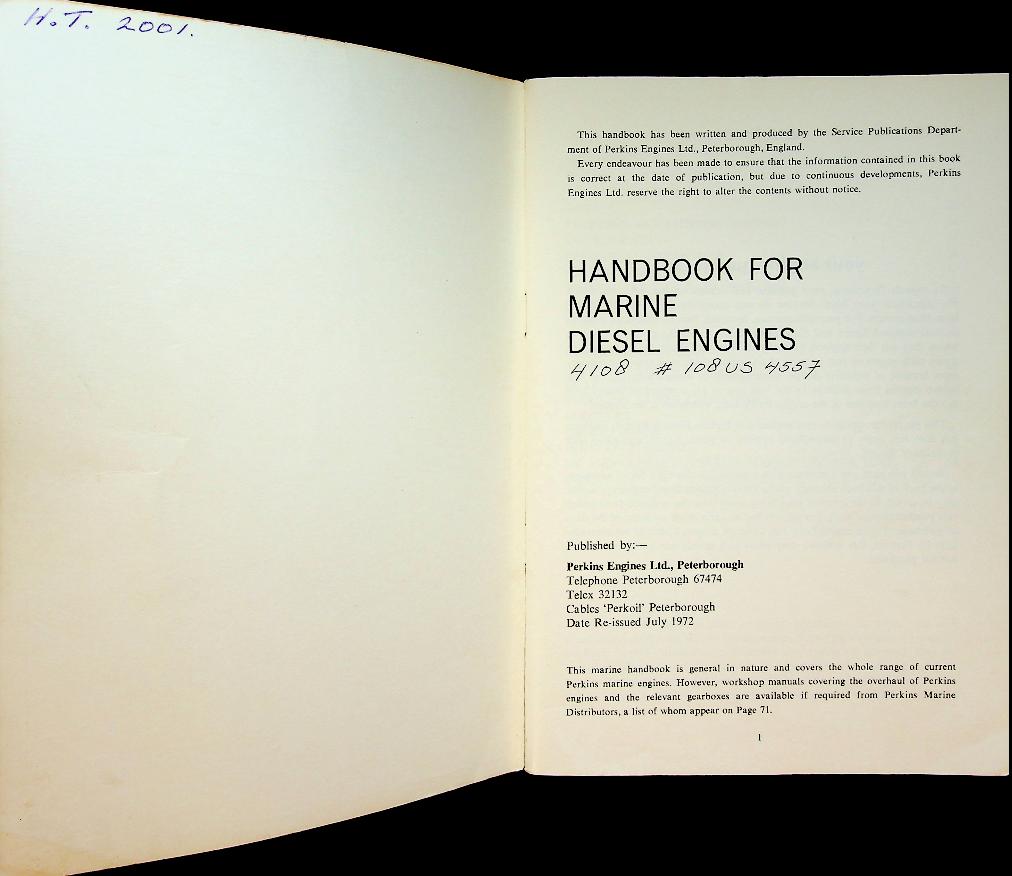 H.T. 2001.
This handbook has been written and produced by the Service Publications Depart-
ment of Perkins Engines Ltd., Peterborough, England.
Every endeavour has been made to ensure that the information contained in this book
is correct at the date of publication, but due to continuous developments, Perkins
Engines Ltd. reserve the right to alter the contents without notice.
HANDBOOK FOR
MARINE
DIESEL ENGINES
4108 # 108US 4557
Published by:—
Perkins Engines Ltd., Peterborough
Telephone Peterborough 67474
Telex 32132
Cables 'Perkoil' Peterborough
Date Re-issued July 1972
This marine handbook is general in nature and covers the whole range of current
Perkins marine engines. However, workshop manuals covering the overhaul of Perkins
engines and the relevant gearboxes are available if required from Perkins Marine
Distributors, a list of whom appear on Page 71.
1